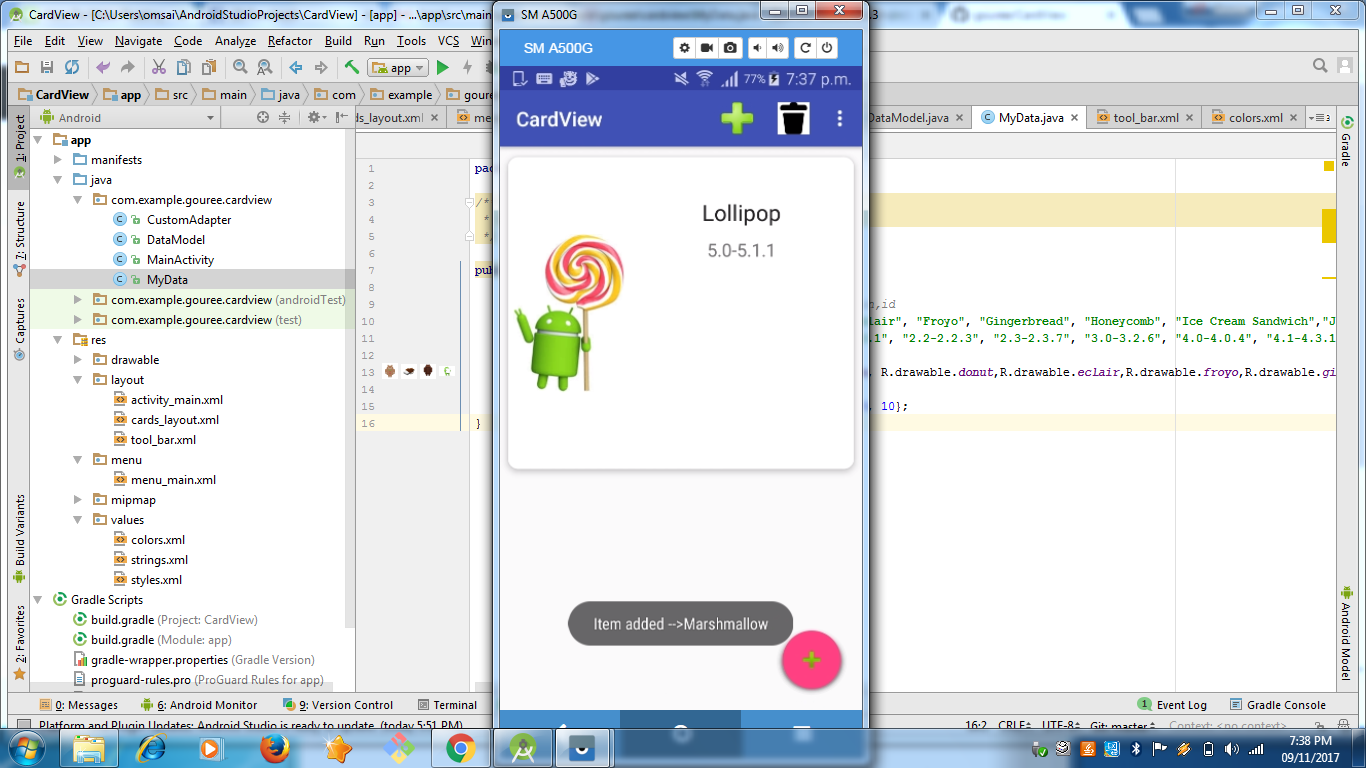 CardView - [C:\Users\omsai\AndroidStudioProjects\CardView] - [app] - ...\app\src\main
SM A500G
File Edit View Navigate Code Analyze Refactor Build Run Tools VCS Win
SM A500G
app
77% 7:37 p.m.
CardView app src main java com example gour
CardView
1: Project
Android
ds_layout.xml
me
DataModel.java
MyData.java
tool_bar.xml
colors.xml
Gradle
app
manifests
java
com.example.gouree.cardview
CustomAdapter
DataModel
MainActivity
MyData
com.example.gouree.cardview (androidTest)
com.example.gouree.cardview (test)
res
drawable
layout
activity_main.xml
cards_layout.xml
tool_bar.xml
menu
menu_main.xml
mipmap
values
colors.xml
strings.xml
styles.xml
Gradle Scripts
build.gradle (Project: CardView)
build.gradle (Module: app)
gradle-wrapper.properties (Gradle Version)
proguard-rules.pro (ProGuard Rules for app)
7: Structure
Captures
Build Variants
2: Favorites
1 pac
2
3 /*
4 *
5 *
6
7 pub
8
9 ,id
10 lair", "Froyo", "Gingerbread", "Honeycomb", "Ice Cream Sandwich","J
11 .1", "2.2-2.2.3", "2.3-2.3.7", "3.0-3.2.6", "4.0-4.0.4", "4.1-4.3.1
12
13 , R.drawable.donut,R.drawable.eclair,R.drawable.froyo,R.drawable.gi
14
15 , 10};
16 }
Lollipop
5.0-5.1.1
Item added -->Marshmallow
Android Model
0: Messages 6: Android Monitor 9: Version Control Terminal
1 Event Log Gradle Console
Platform and Plugin Updates: Android Studio is ready to update. (today 5:51 PM)
16:2 CRLF UTF-8 Git: master Context: <no context>
7:38 PM
09/11/2017